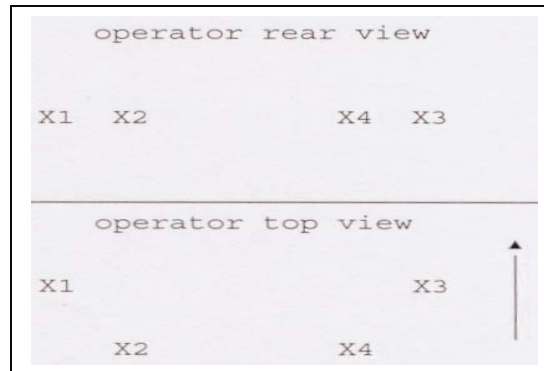 operator rear view
X1 X2 X4 X3
operator top view
X1 X3
X2 X4